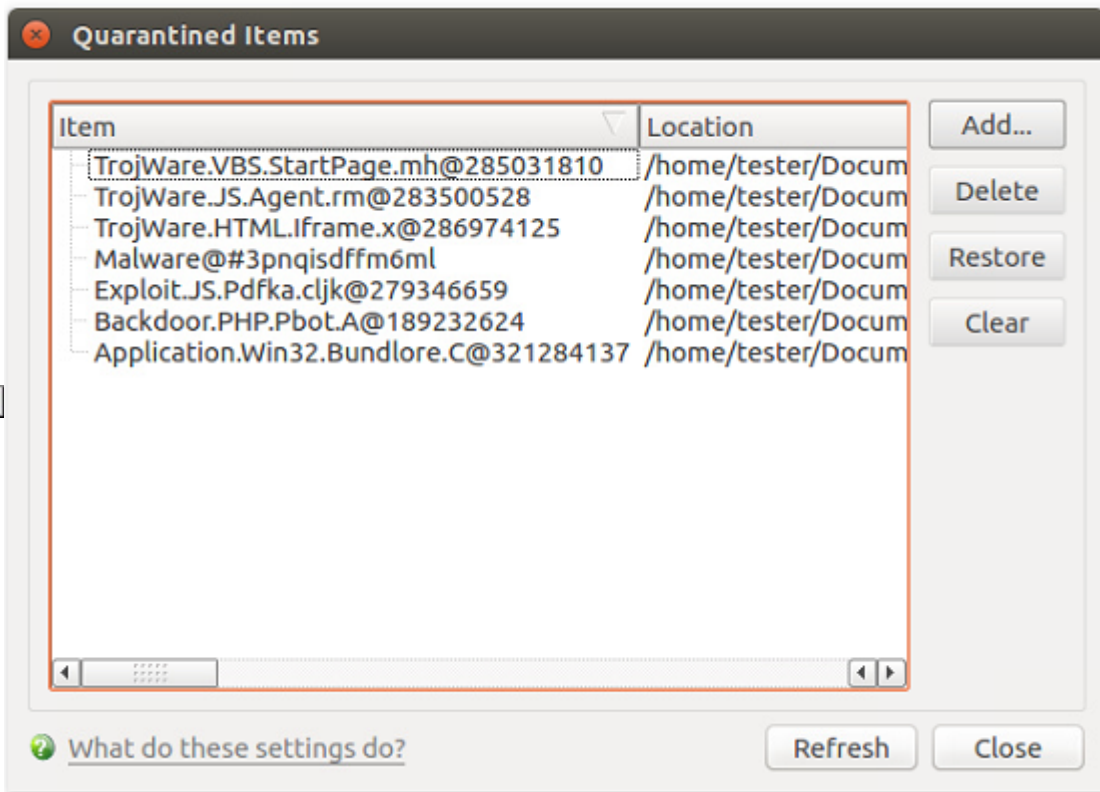 Quarantined Items
Item Location
TrojWare.VBS.StartPage.mh@285031810 /home/tester/Docum
TrojWare.JS.Agent.rm@283500528 /home/tester/Docum
TrojWare.HTML.Iframe.x@286974125 /home/tester/Docum
Malware@#3pnqisdffm6ml /home/tester/Docum
Exploit.JS.Pdfka.cljk@279346659 /home/tester/Docum
Backdoor.PHP.Pbot.A@189232624 /home/tester/Docum
Application.Win32.Bundlore.C@321284137 /home/tester/Docum
Add...
Delete
Restore
Clear
What do these settings do?
Refresh
Close